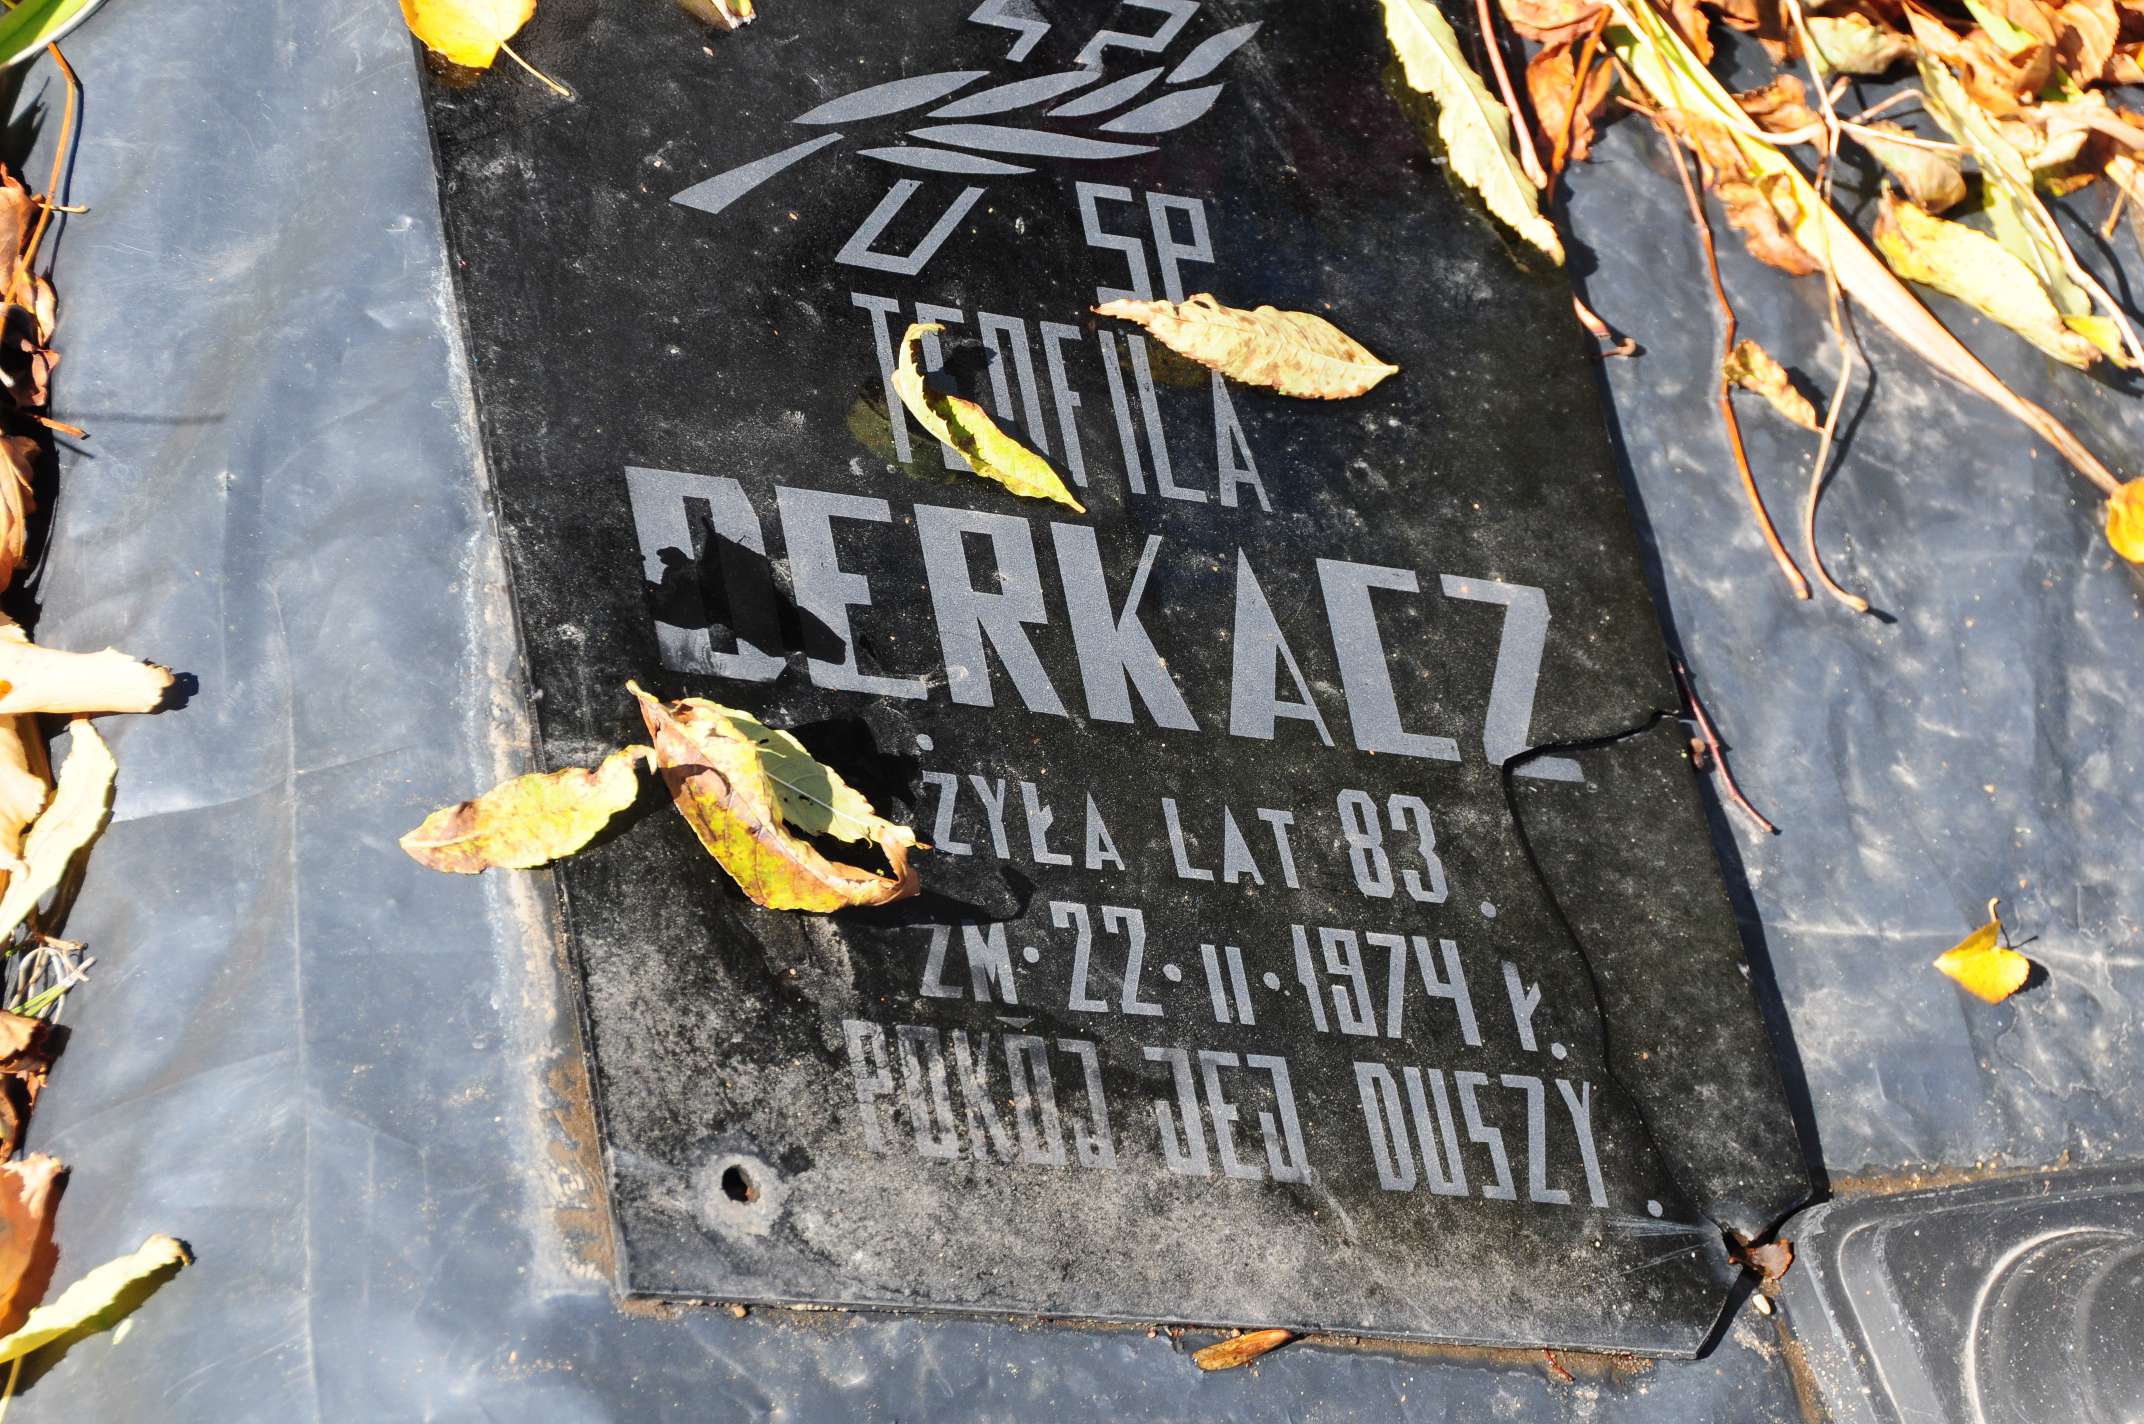 U SP
TEOFILA
DERKACZ
ŻYŁA LAT 83.
ZM·22·II·1974 r.
POKÓJ JEJ DUSZY.